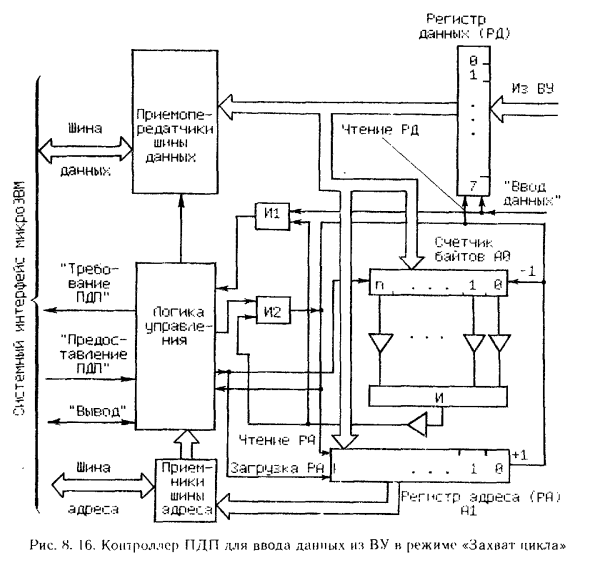 Регистр
данных (РД)
0
1
.
.
.
.
7
Из ВУ
Приемопе-
редатчики
шины
данных
Шина
данных
Чтение РД
"Ввод
данных"
И1
Счетчик
байтов А0
-1
n . . . 1 0
"Требо-
вание
ПДП"
Логика
управле-
ния
И2
. . . .
"Предос-
тавление
ПДП"
И
"Вывод"
Чтение РА
Загрузка РА
+1
. . . 1 0
Шина
адреса
Прием-
ники
шины
адреса
Регистр адреса (РА)
А1
Системный интерфейс микроЭВМ
Рис. 8. 16. Контроллер ПДП для ввода данных из ВУ в режиме «Захват цикла»